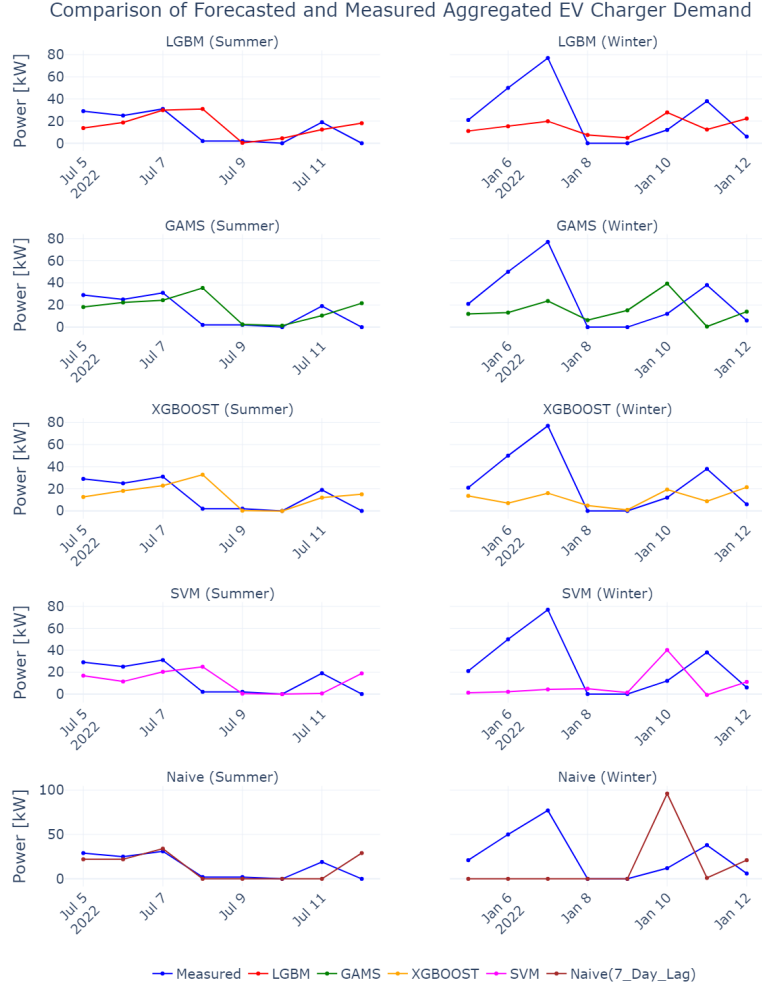 Comparison of Forecasted and Measured Aggregated EV Charger Demand
LGBM (Summer)
LGBM (Winter)
Power [kW]
80
60
40
20
0
Jul 5
2022
Jul 7
Jul 9
Jul 11
Jan 6
2022
Jan 8
Jan 10
Jan 12
GAMS (Summer)
GAMS (Winter)
Power [kW]
80
60
40
20
0
Jul 5
2022
Jul 7
Jul 9
Jul 11
Jan 6
2022
Jan 8
Jan 10
Jan 12
XGBOOST (Summer)
XGBOOST (Winter)
Power [kW]
80
60
40
20
0
Jul 5
2022
Jul 7
Jul 9
Jul 11
Jan 6
2022
Jan 8
Jan 10
Jan 12
SVM (Summer)
SVM (Winter)
Power [kW]
80
60
40
20
0
Jul 5
2022
Jul 7
Jul 9
Jul 11
Jan 6
2022
Jan 8
Jan 10
Jan 12
Naive (Summer)
Naive (Winter)
Power [kW]
100
50
0
Jul 5
2022
Jul 7
Jul 9
Jul 11
Jan 6
2022
Jan 8
Jan 10
Jan 12
Measured LGBM GAMS XGBOOST SVM Naive(7_Day_Lag)